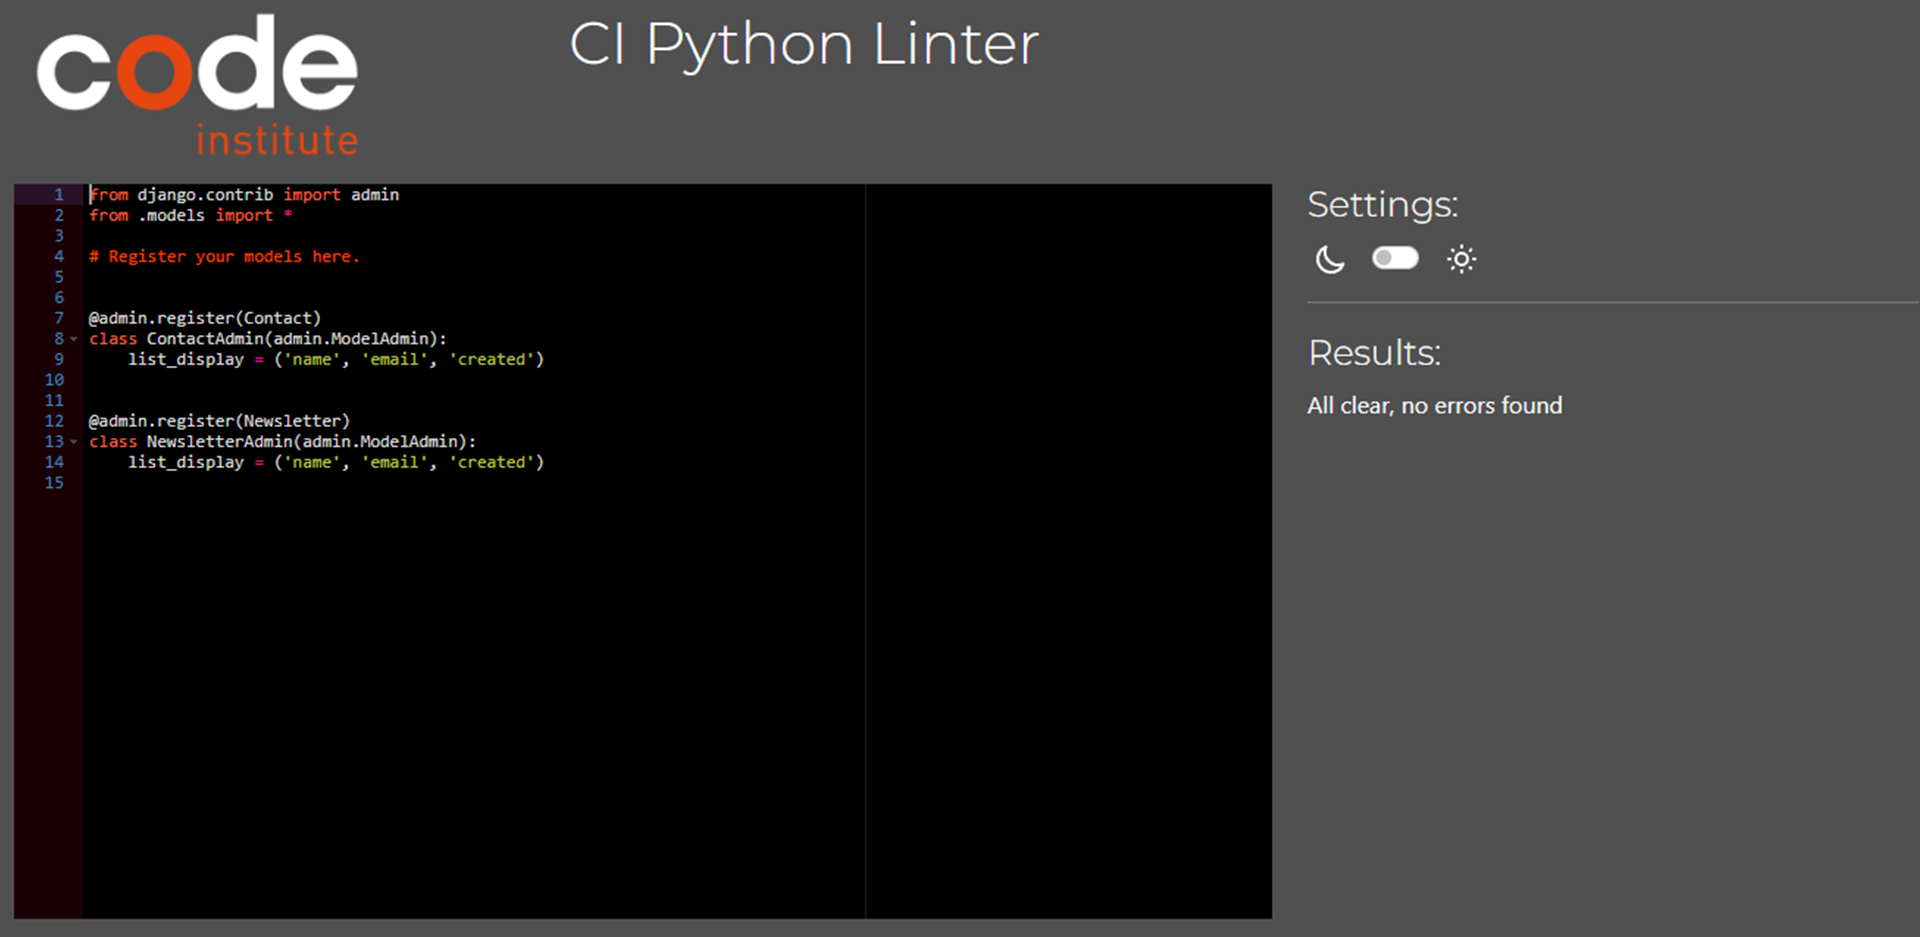 code
institute
CI Python Linter
1 from django.contrib import admin
2 from .models import *
3
4 # Register your models here.
5
6
7 @admin.register(Contact)
8 class ContactAdmin(admin.ModelAdmin):
9     list_display = ('name', 'email', 'created')
10
11
12 @admin.register(Newsletter)
13 class NewsletterAdmin(admin.ModelAdmin):
14     list_display = ('name', 'email', 'created')
15
Settings:
Results:
All clear, no errors found